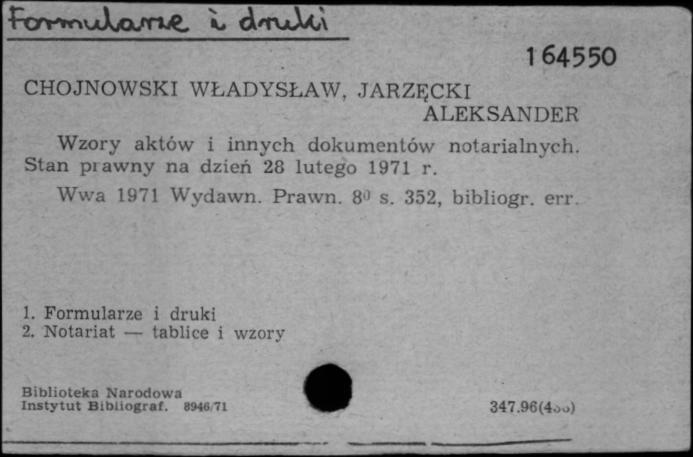 Formularze i druki
164550
CHOJNOWSKI WŁADYSŁAW, JARZĘCKI
ALEKSANDER
Wzory aktów i innych dokumentów notarialnych.
Stan prawny na dzień 28 lutego 1971 r.
Wwa 1971 Wydawn. Prawn. 8⁰ s. 352, bibliogr. err.
1. Formularze i druki
2. Notariat — tablice i wzory
Biblioteka Narodowa
Instytut Bibliograf. 8946/71